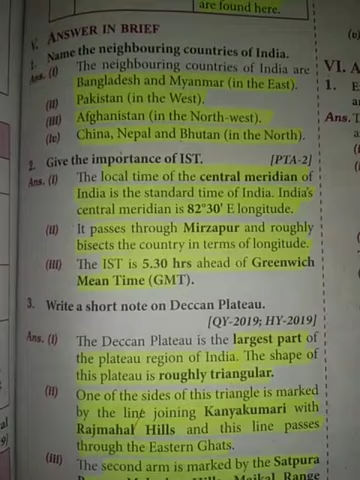 are found here.
V. ANSWER IN BRIEF
1. Name the neighbouring countries of India.
Ans. (i) The neighbouring countries of India are
Bangladesh and Myanmar (in the East).
(ii) Pakistan (in the West).
(iii) Afghanistan (in the North-west).
(iv) China, Nepal and Bhutan (in the North).
2. Give the importance of IST. [PTA-2]
Ans. (i) The local time of the central meridian of
India is the standard time of India. India's
central meridian is 82°30' E longitude.
(ii) It passes through Mirzapur and roughly
bisects the country in terms of longitude.
(iii) The IST is 5.30 hrs ahead of Greenwich
Mean Time (GMT).
3. Write a short note on Deccan Plateau.
[QY-2019; HY-2019]
Ans. (i) The Deccan Plateau is the largest part of
the plateau region of India. The shape of
this plateau is roughly triangular.
(ii) One of the sides of this triangle is marked
by the line joining Kanyakumari with
Rajmahal Hills and this line passes
through the Eastern Ghats.
(iii) The second arm is marked by the Satpura
Range
VI. A
1. E
Ans. T